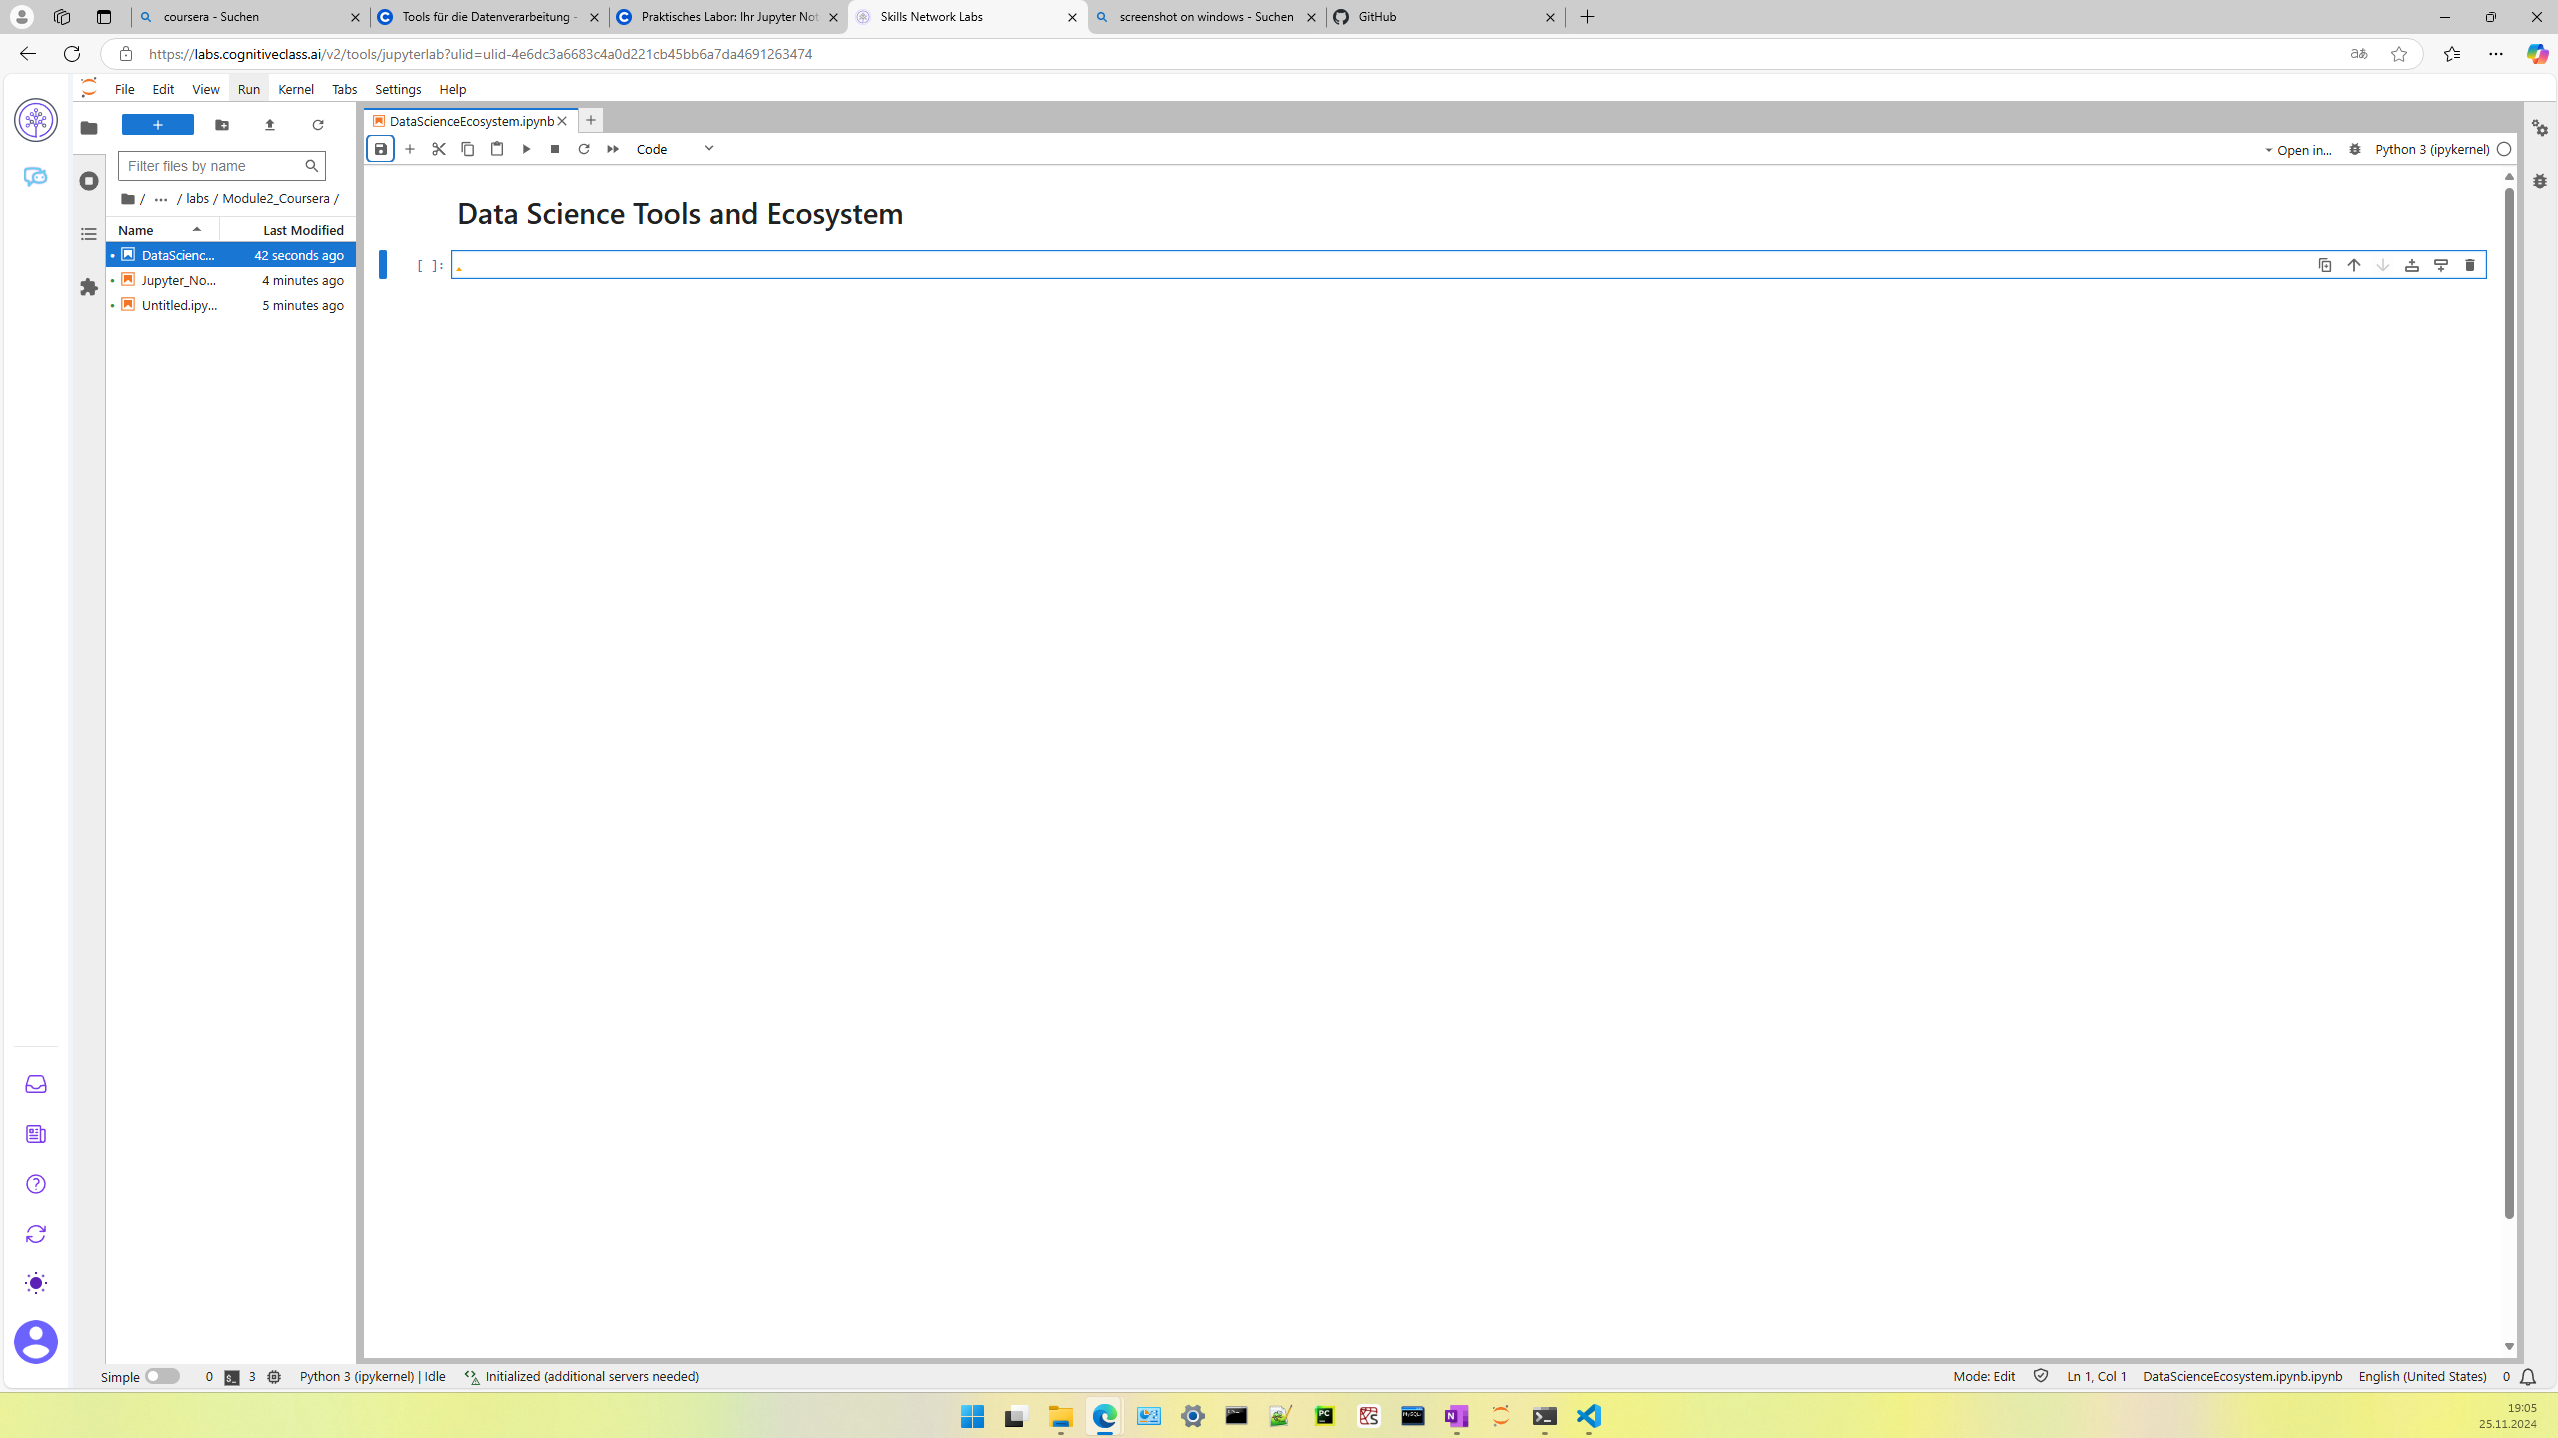 coursera - Suchen
Tools für die Datenverarbeitung -
Praktisches Labor: Ihr Jupyter Not
Skills Network Labs
screenshot on windows - Suchen
GitHub
https://labs.cognitiveclass.ai/v2/tools/jupyterlab?ulid=ulid-4e6dc3a6683c4a0d221cb45bb6a7da4691263474
File Edit View Run Kernel Tabs Settings Help
DataScienceEcosystem.ipynb
Code
Open in...
Python 3 (ipykernel)
Filter files by name
/ ... / labs / Module2_Coursera /
Name Last Modified
DataScienc... 42 seconds ago
Jupyter_No... 4 minutes ago
Untitled.ipy... 5 minutes ago
Data Science Tools and Ecosystem
[ ]:
Simple 0 3 Python 3 (ipykernel) | Idle Initialized (additional servers needed)
Mode: Edit Ln 1, Col 1 DataScienceEcosystem.ipynb.ipynb English (United States) 0
19:05
25.11.2024